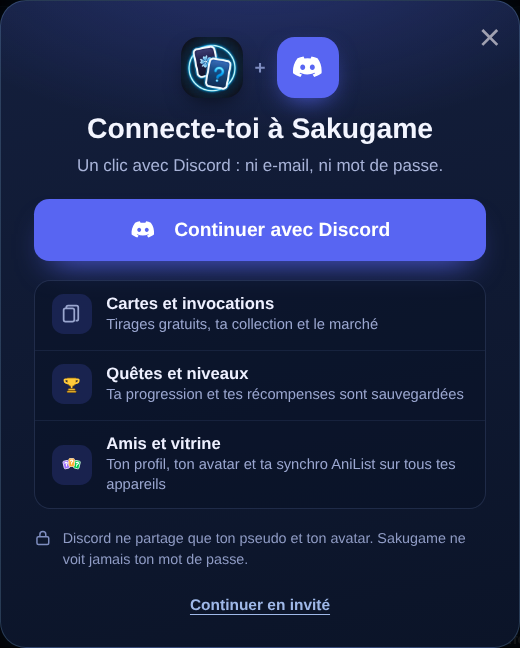 Connecte-toi à Sakugame
Un clic avec Discord : ni e-mail, ni mot de passe.
Continuer avec Discord
Cartes et invocations
Tirages gratuits, ta collection et le marché
Quêtes et niveaux
Ta progression et tes récompenses sont sauvegardées
Amis et vitrine
Ton profil, ton avatar et ta synchro AniList sur tous tes
appareils
Discord ne partage que ton pseudo et ton avatar. Sakugame ne
voit jamais ton mot de passe.
Continuer en invité